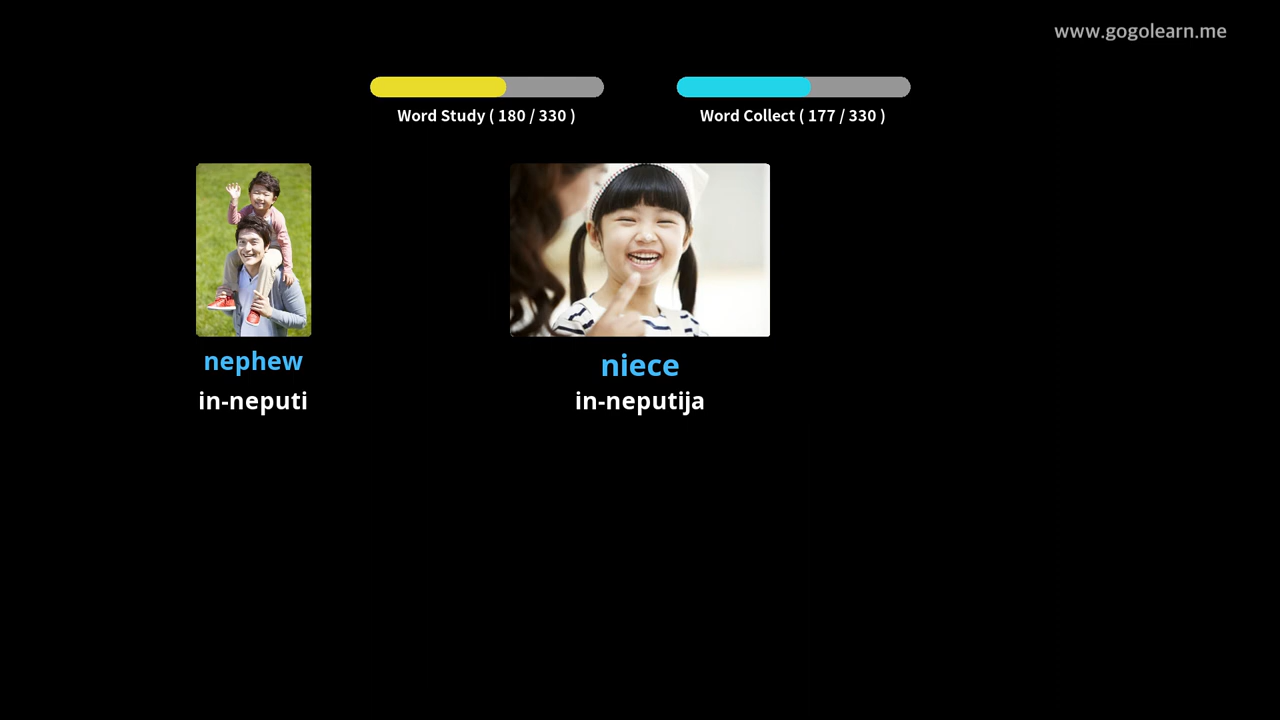 www.gogolearn.me
Word Study ( 180 / 330 )
Word Collect ( 177 / 330 )
nephew
in-neputi
niece
in-neputija